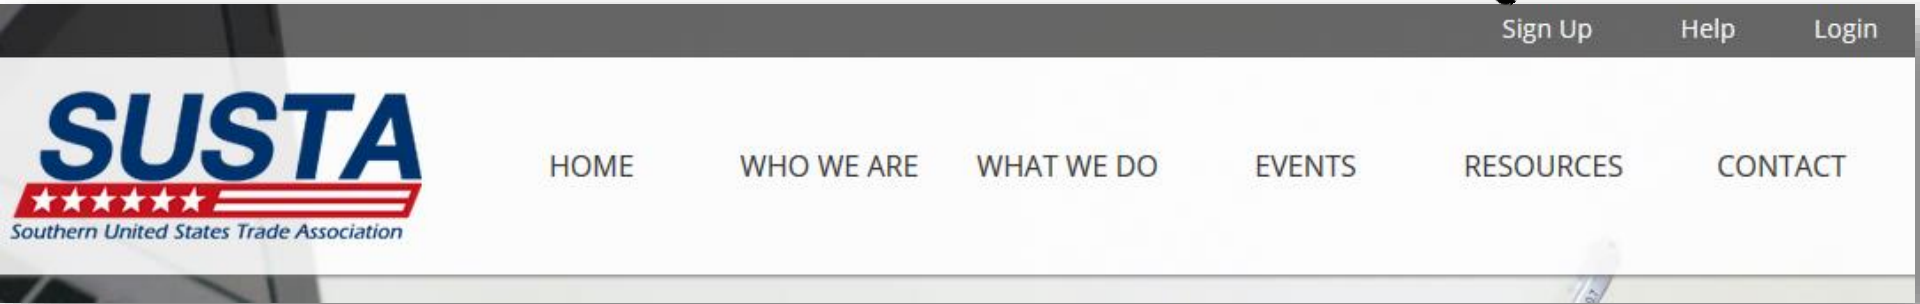 Sign Up Help Login
SUSTA
Southern United States Trade Association
HOME WHO WE ARE WHAT WE DO EVENTS RESOURCES CONTACT